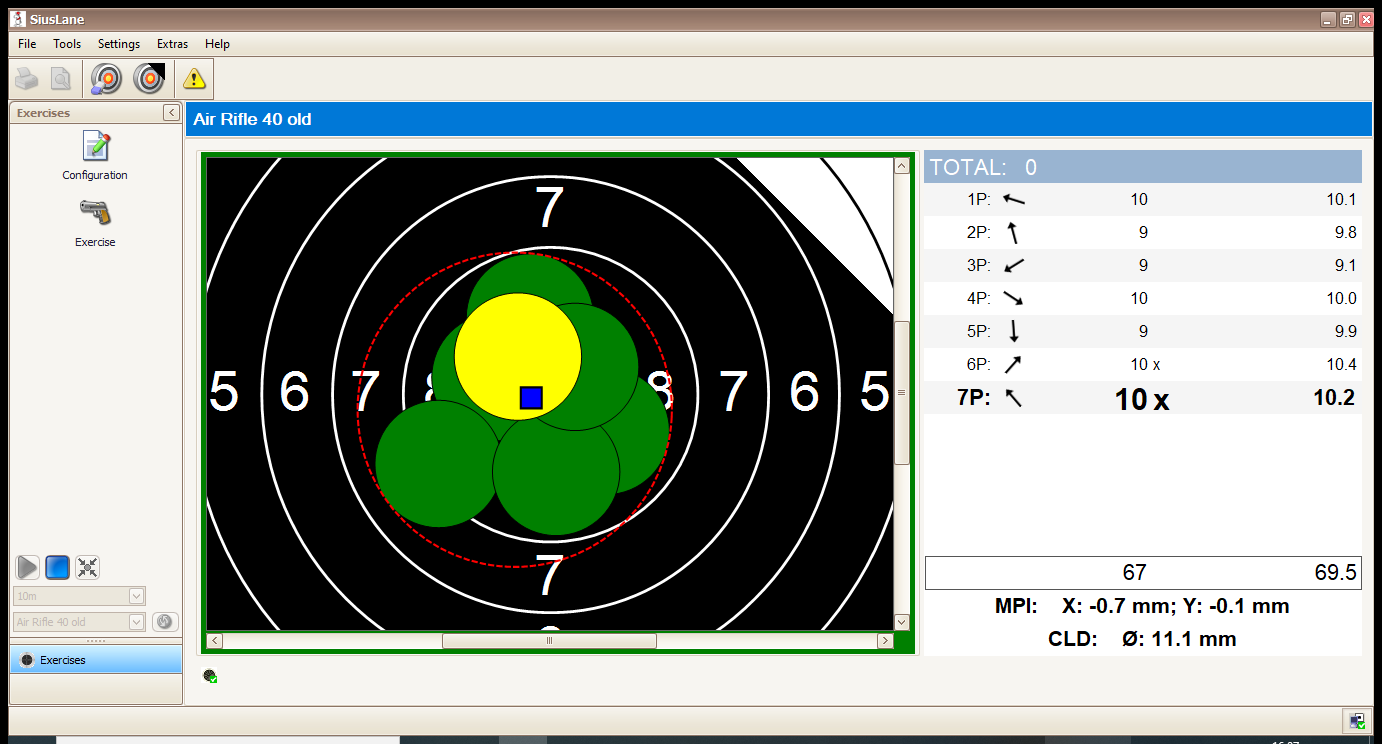 SiusLane
File Tools Settings Extras Help
Exercises
Configuration
Exercise
10m
Air Rifle 40 old
Exercises
Air Rifle 40 old
7
5 6 7 8 8 7 6 5
7
TOTAL: 0
1P: 10 10.1
2P: 9 9.8
3P: 9 9.1
4P: 10 10.0
5P: 9 9.9
6P: 10 x 10.4
7P: 10 x 10.2
67 69.5
MPI: X: -0.7 mm; Y: -0.1 mm
CLD: Ø: 11.1 mm